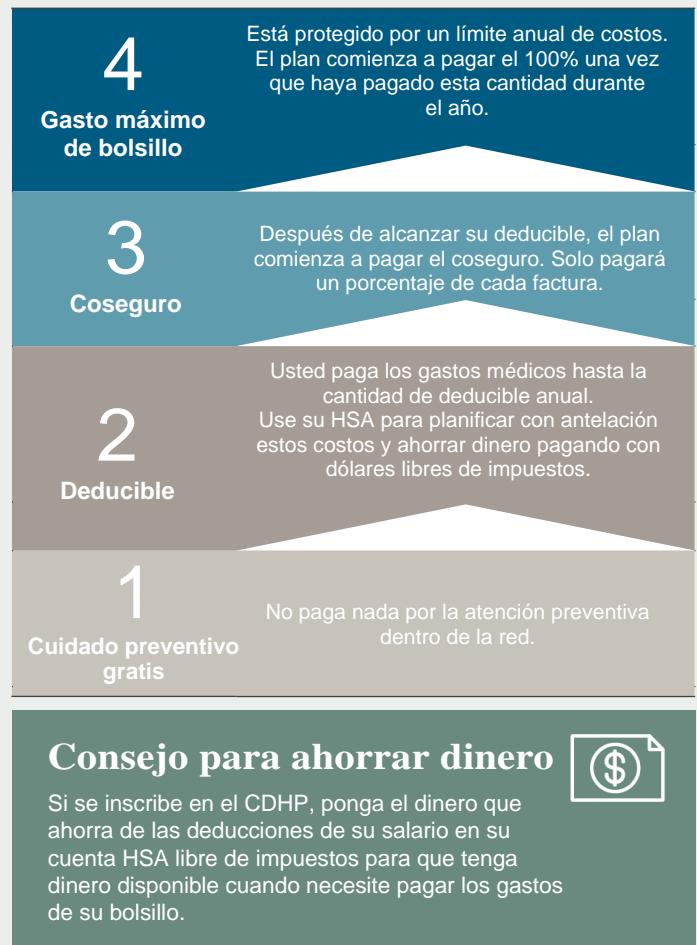 4
Gasto máximo
de bolsillo
Está protegido por un límite anual de costos.
El plan comienza a pagar el 100% una vez
que haya pagado esta cantidad durante
el año.
3
Coseguro
Después de alcanzar su deducible, el plan
comienza a pagar el coseguro. Solo pagará
un porcentaje de cada factura.
2
Deducible
Usted paga los gastos médicos hasta la
cantidad de deducible anual.
Use su HSA para planificar con antelación
estos costos y ahorrar dinero pagando con
dólares libres de impuestos.
1
Cuidado preventivo
gratis
No paga nada por la atención preventiva
dentro de la red.
Consejo para ahorrar dinero
$
Si se inscribe en el CDHP, ponga el dinero que
ahorra de las deducciones de su salario en su
cuenta HSA libre de impuestos para que tenga
dinero disponible cuando necesite pagar los gastos
de su bolsillo.